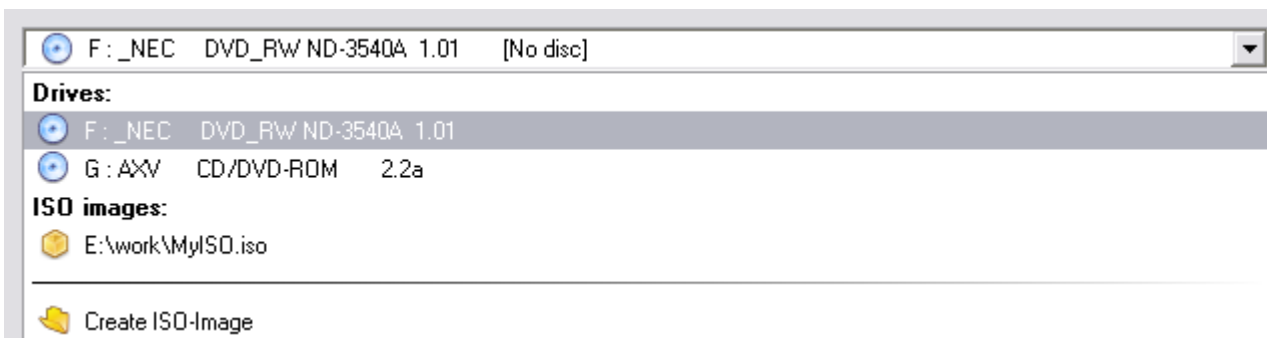 F: _NEC DVD_RW ND-3540A 1.01 [No disc]
Drives:
F: _NEC DVD_RW ND-3540A 1.01
G: AXV CD/DVD-ROM 2.2a
ISO images:
E:\work\MyISO.iso
Create ISO-Image